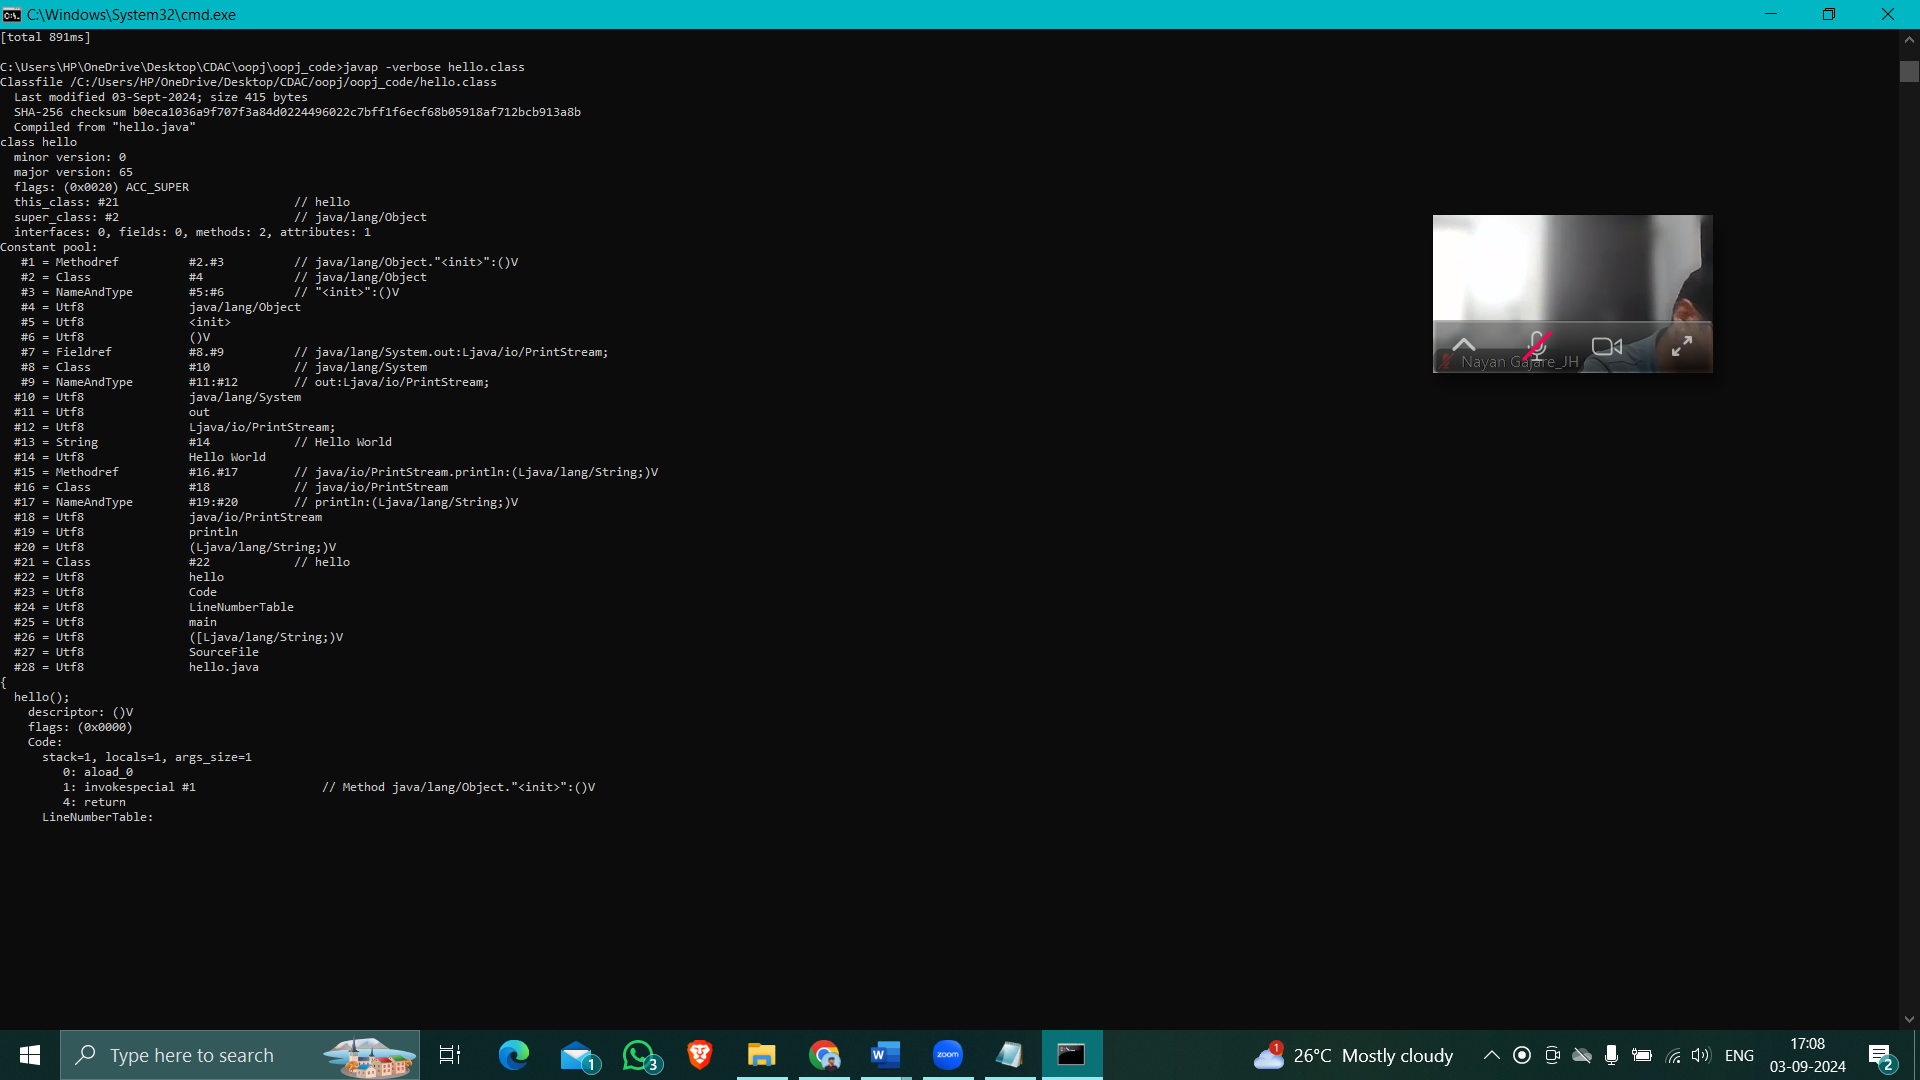 C:\Windows\System32\cmd.exe
[total 891ms]
C:\Users\HP\OneDrive\Desktop\CDAC\oopj\oopj_code>javap -verbose hello.class
Classfile /C:/Users/HP/OneDrive/Desktop/CDAC/oopj/oopj_code/hello.class
  Last modified 03-Sept-2024; size 415 bytes
  SHA-256 checksum b0eca1036a9f707f3a84d0224496022c7bff1f6ecf68b05918af712bcb913a8b
  Compiled from "hello.java"
class hello
  minor version: 0
  major version: 65
  flags: (0x0020) ACC_SUPER
  this_class: #21                         // hello
  super_class: #2                         // java/lang/Object
  interfaces: 0, fields: 0, methods: 2, attributes: 1
Constant pool:
   #1 = Methodref          #2.#3          // java/lang/Object."<init>":()V
   #2 = Class              #4             // java/lang/Object
   #3 = NameAndType        #5:#6          // "<init>":()V
   #4 = Utf8               java/lang/Object
   #5 = Utf8               <init>
   #6 = Utf8               ()V
   #7 = Fieldref           #8.#9          // java/lang/System.out:Ljava/io/PrintStream;
   #8 = Class              #10            // java/lang/System
   #9 = NameAndType        #11:#12        // out:Ljava/io/PrintStream;
  #10 = Utf8               java/lang/System
  #11 = Utf8               out
  #12 = Utf8               Ljava/io/PrintStream;
  #13 = String             #14            // Hello World
  #14 = Utf8               Hello World
  #15 = Methodref          #16.#17        // java/io/PrintStream.println:(Ljava/lang/String;)V
  #16 = Class              #18            // java/io/PrintStream
  #17 = NameAndType        #19:#20        // println:(Ljava/lang/String;)V
  #18 = Utf8               java/io/PrintStream
  #19 = Utf8               println
  #20 = Utf8               (Ljava/lang/String;)V
  #21 = Class              #22            // hello
  #22 = Utf8               hello
  #23 = Utf8               Code
  #24 = Utf8               LineNumberTable
  #25 = Utf8               main
  #26 = Utf8               ([Ljava/lang/String;)V
  #27 = Utf8               SourceFile
  #28 = Utf8               hello.java
{
  hello();
    descriptor: ()V
    flags: (0x0000)
    Code:
      stack=1, locals=1, args_size=1
         0: aload_0
         1: invokespecial #1                  // Method java/lang/Object."<init>":()V
         4: return
      LineNumberTable:
Nayan Gajare_JH
Type here to search
1
3
W
zoom
1
26°C Mostly cloudy
ENG
17:08
03-09-2024
2